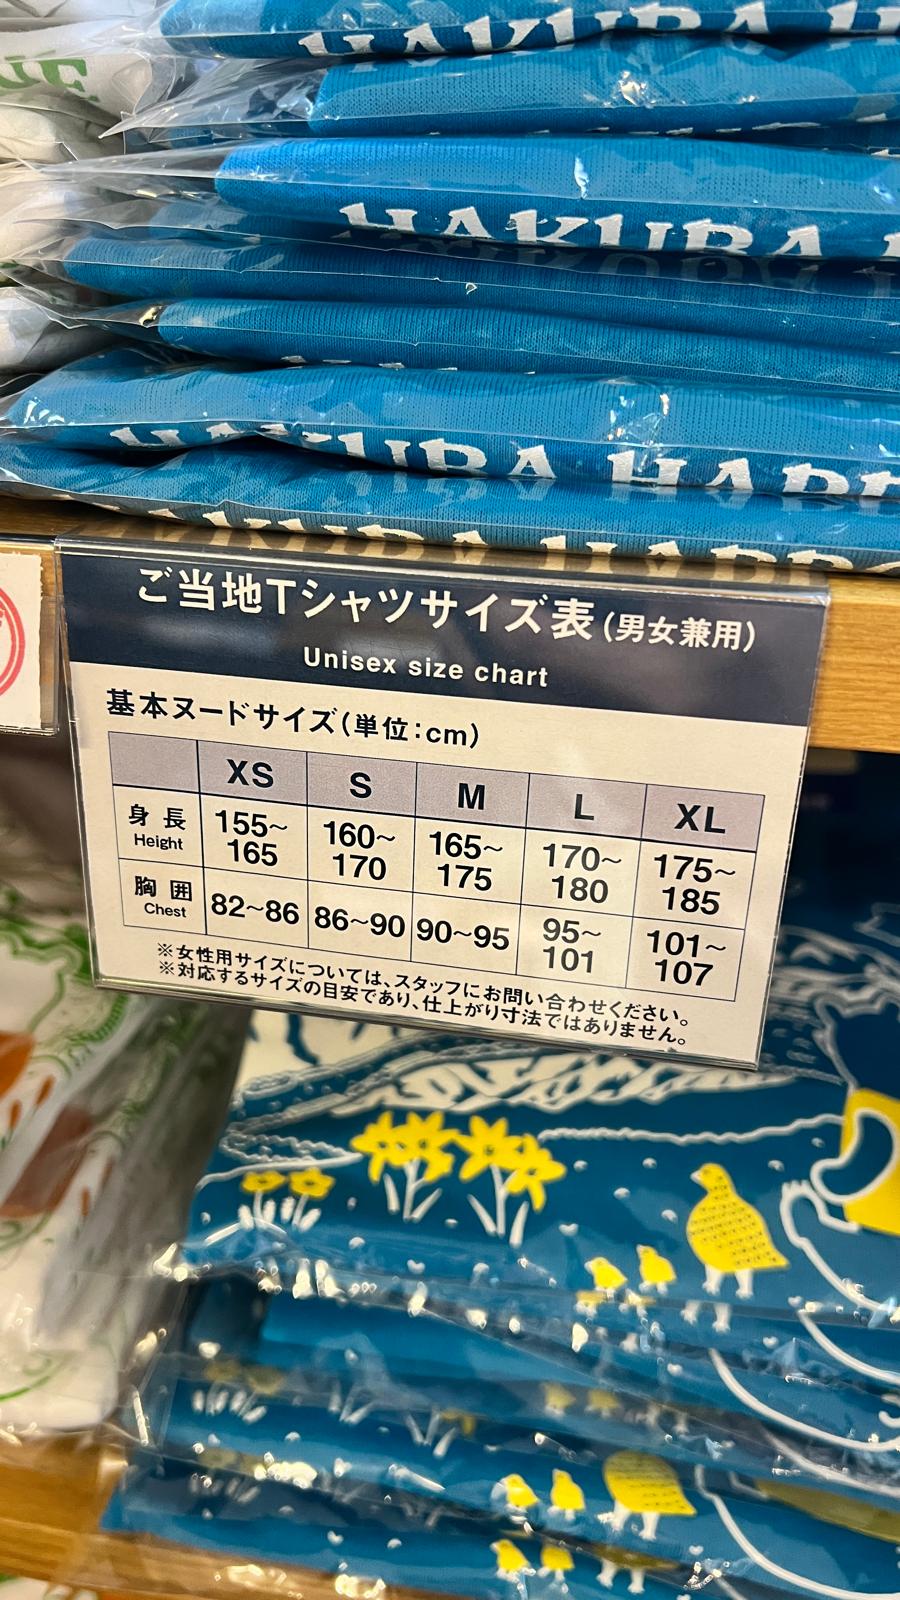 HAKURA
HAKUBA
HAKUBA HAPP
ご当地Tシャツサイズ表(男女兼用)
Unisex size chart
基本ヌードサイズ(単位:cm)
XS S M L XL
身長 Height 155~165 160~170 165~175 170~180 175~185
胸囲 Chest 82~86 86~90 90~95 95~101 101~107
※女性用サイズについては、スタッフにお問い合わせください。
※対応するサイズの目安であり、仕上がり寸法ではありません。